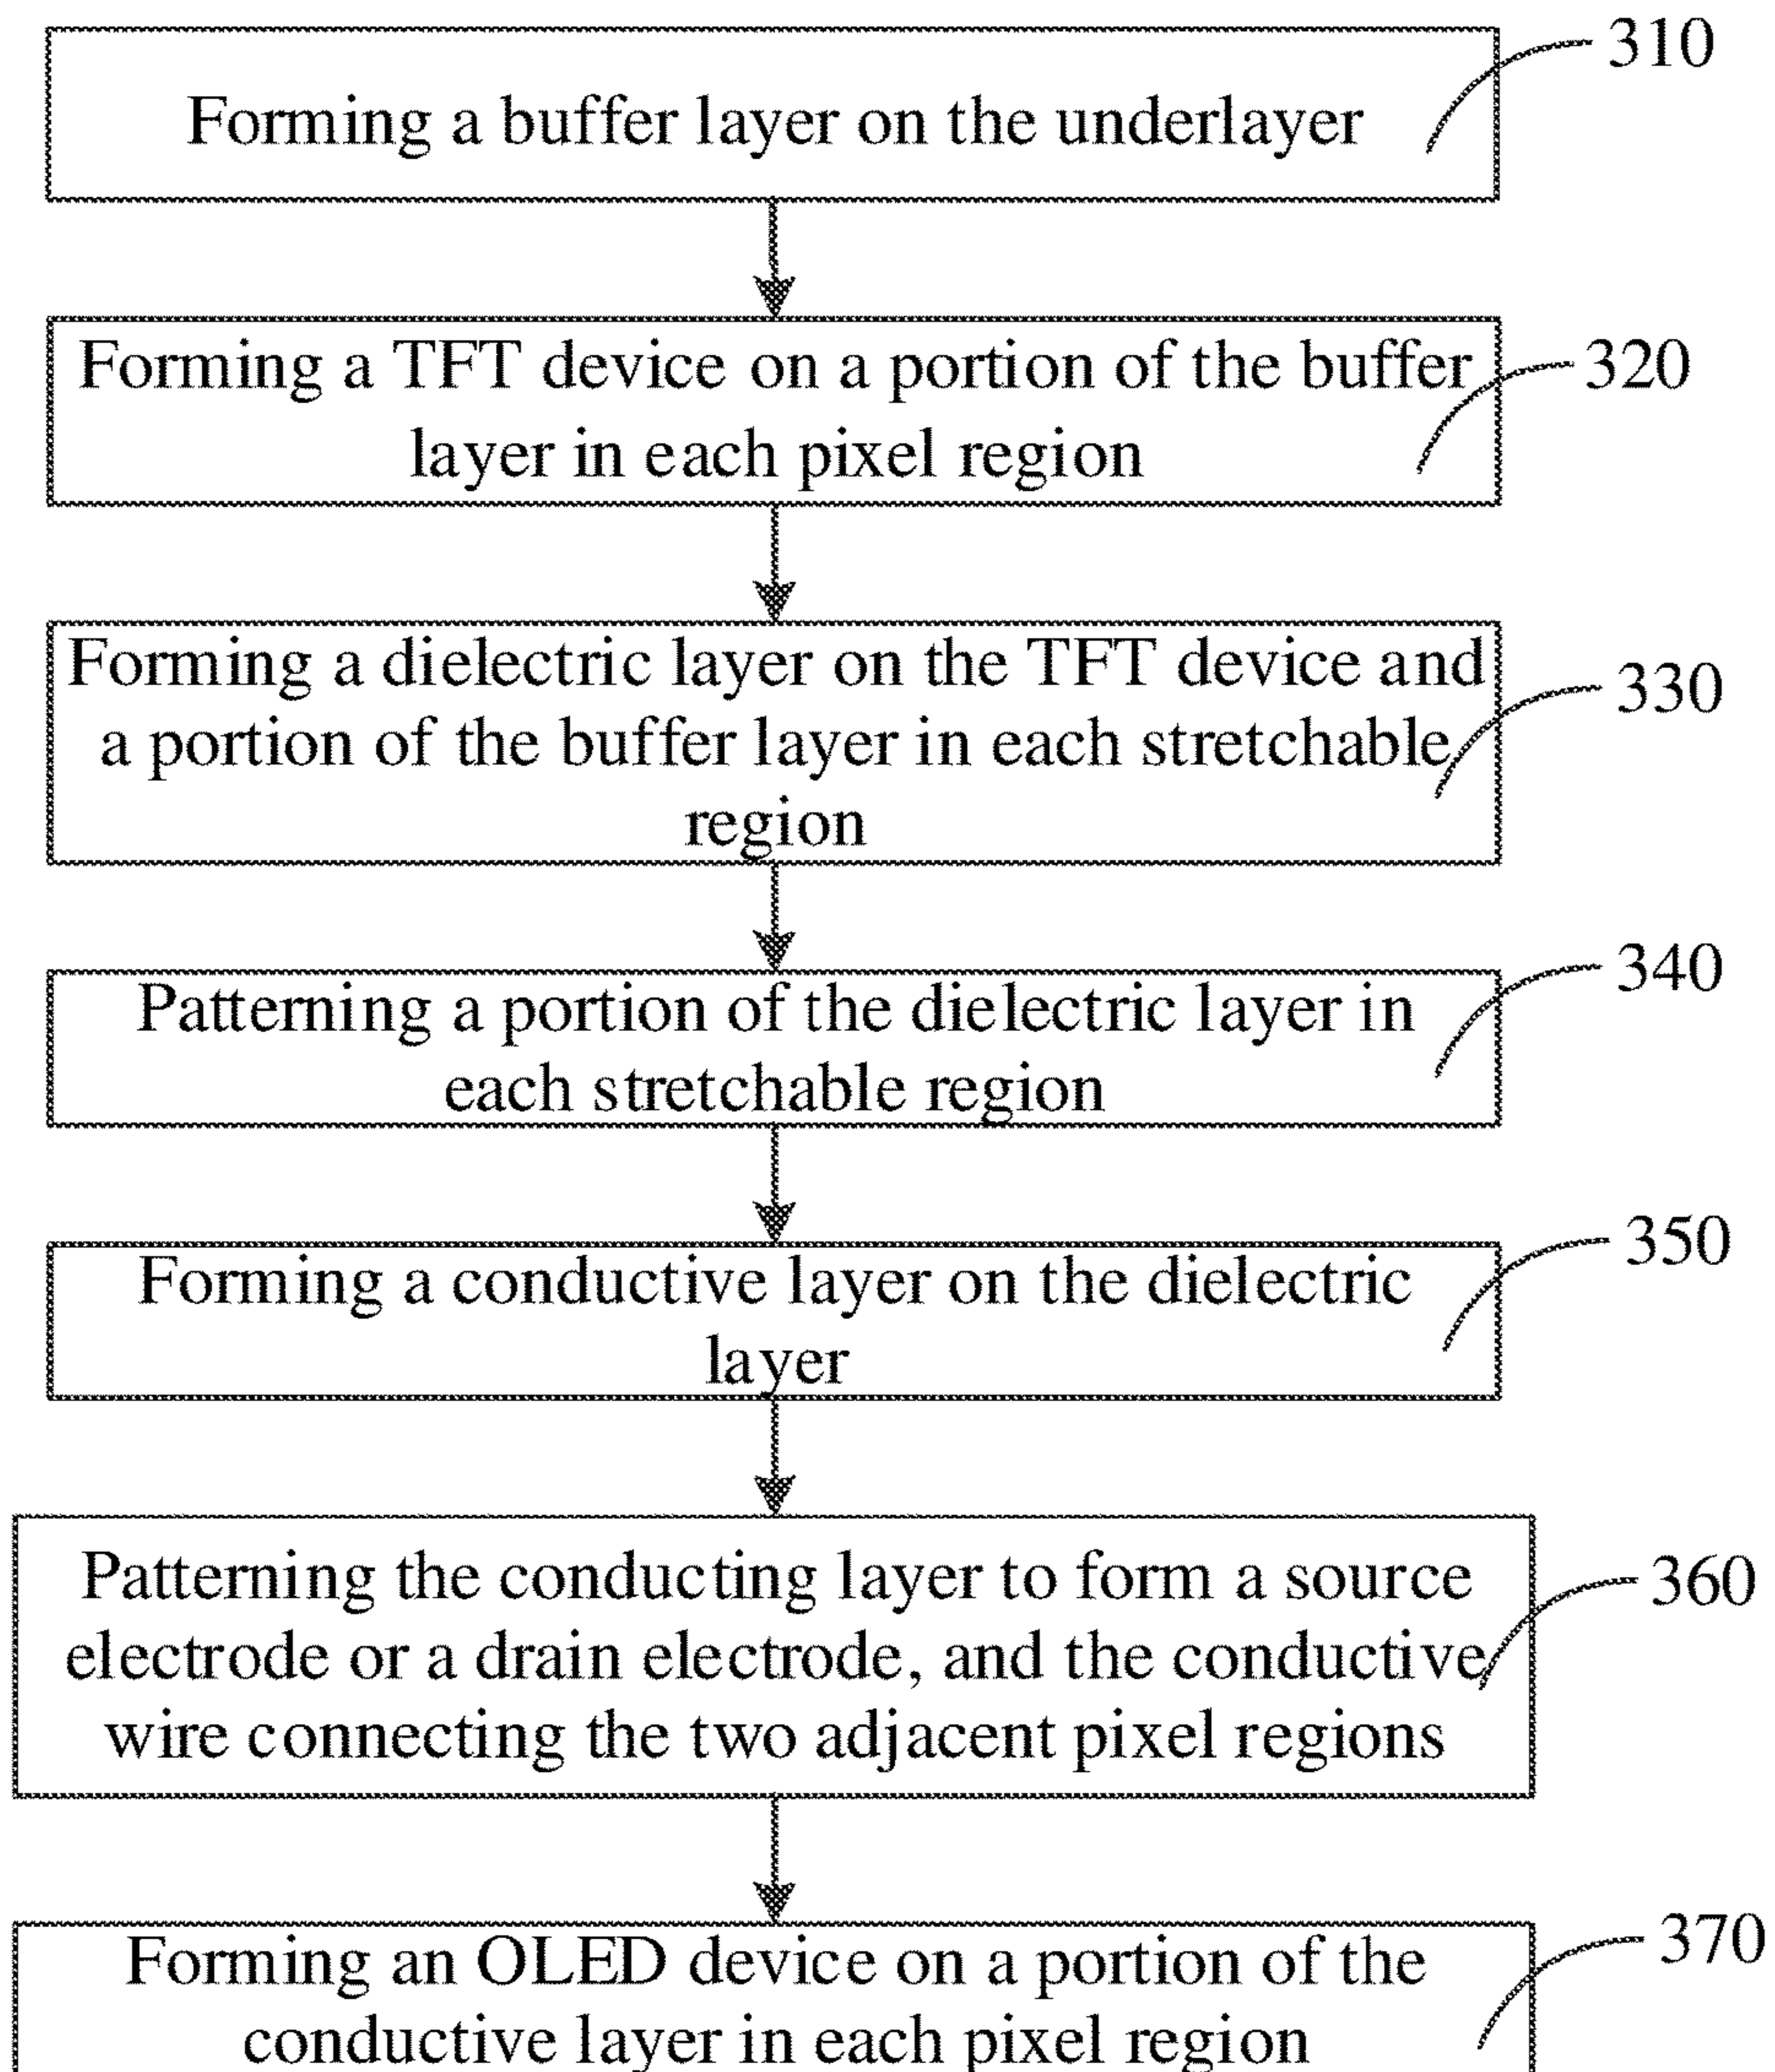 310
Forming a buffer layer on the underlayer
320
Forming a TFT device on a portion of the buffer
layer in each pixel region
330
Forming a dielectric layer on the TFT device and
a portion of the buffer layer in each stretchable
region
340
Patterning a portion of the dielectric layer in
each stretchable region
350
Forming a conductive layer on the dielectric
layer
360
Patterning the conducting layer to form a source
electrode or a drain electrode, and the conductive
wire connecting the two adjacent pixel regions
370
Forming an OLED device on a portion of the
conductive layer in each pixel region